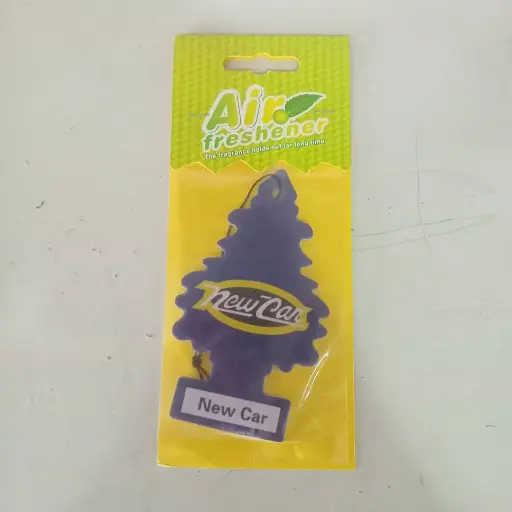 Air
freshener
The fragrance holds out for long time
New Car
New Car